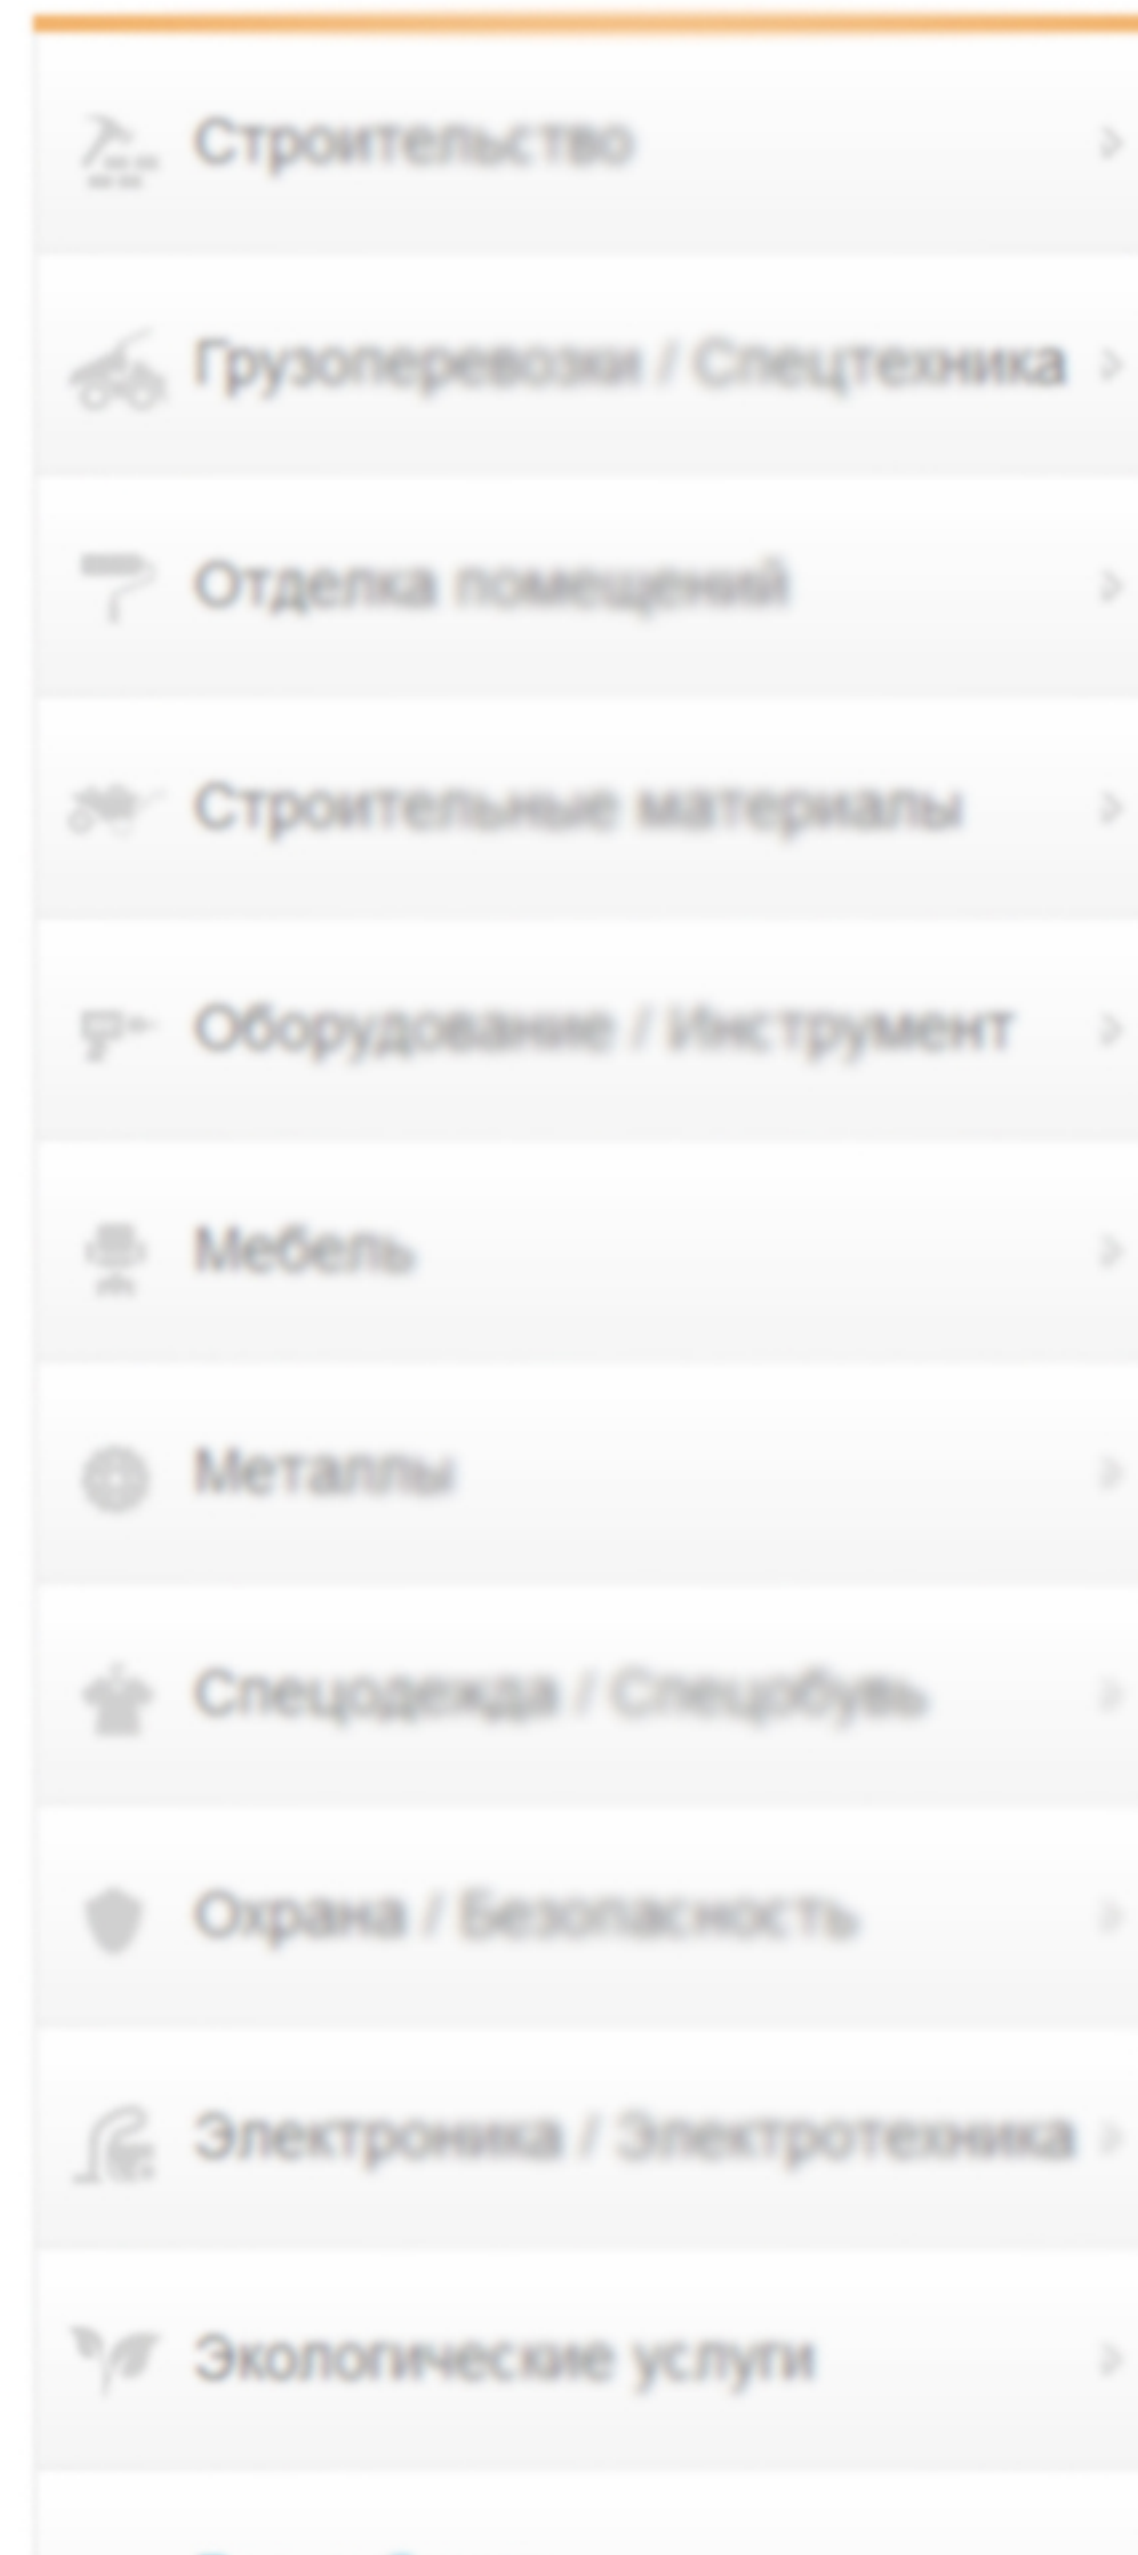 Строительство
Грузоперевозки / Спецтехника
Отделка помещений
Строительные материалы
Оборудование / Инструмент
Мебель
Металлы
Спецодежда / Спецобувь
Охрана / Безопасность
Электроника / Электротехника
Экологические услуги